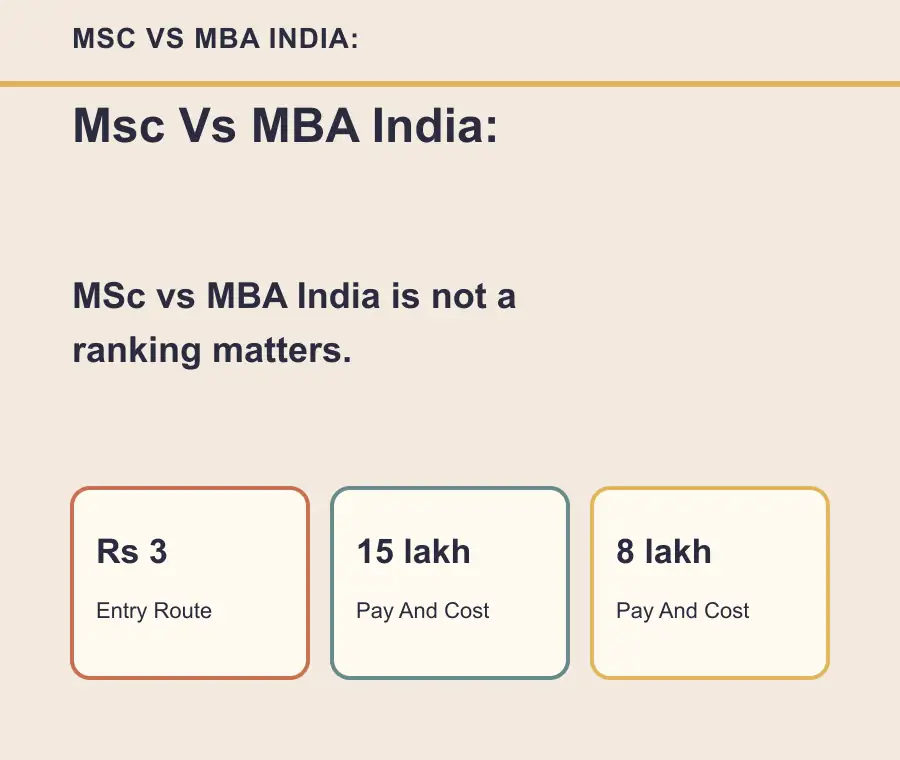 MSC VS MBA INDIA:
Msc Vs MBA India:
MSc vs MBA India is not a
ranking matters.
Rs 3
Entry Route
15 lakh
Pay And Cost
8 lakh
Pay And Cost